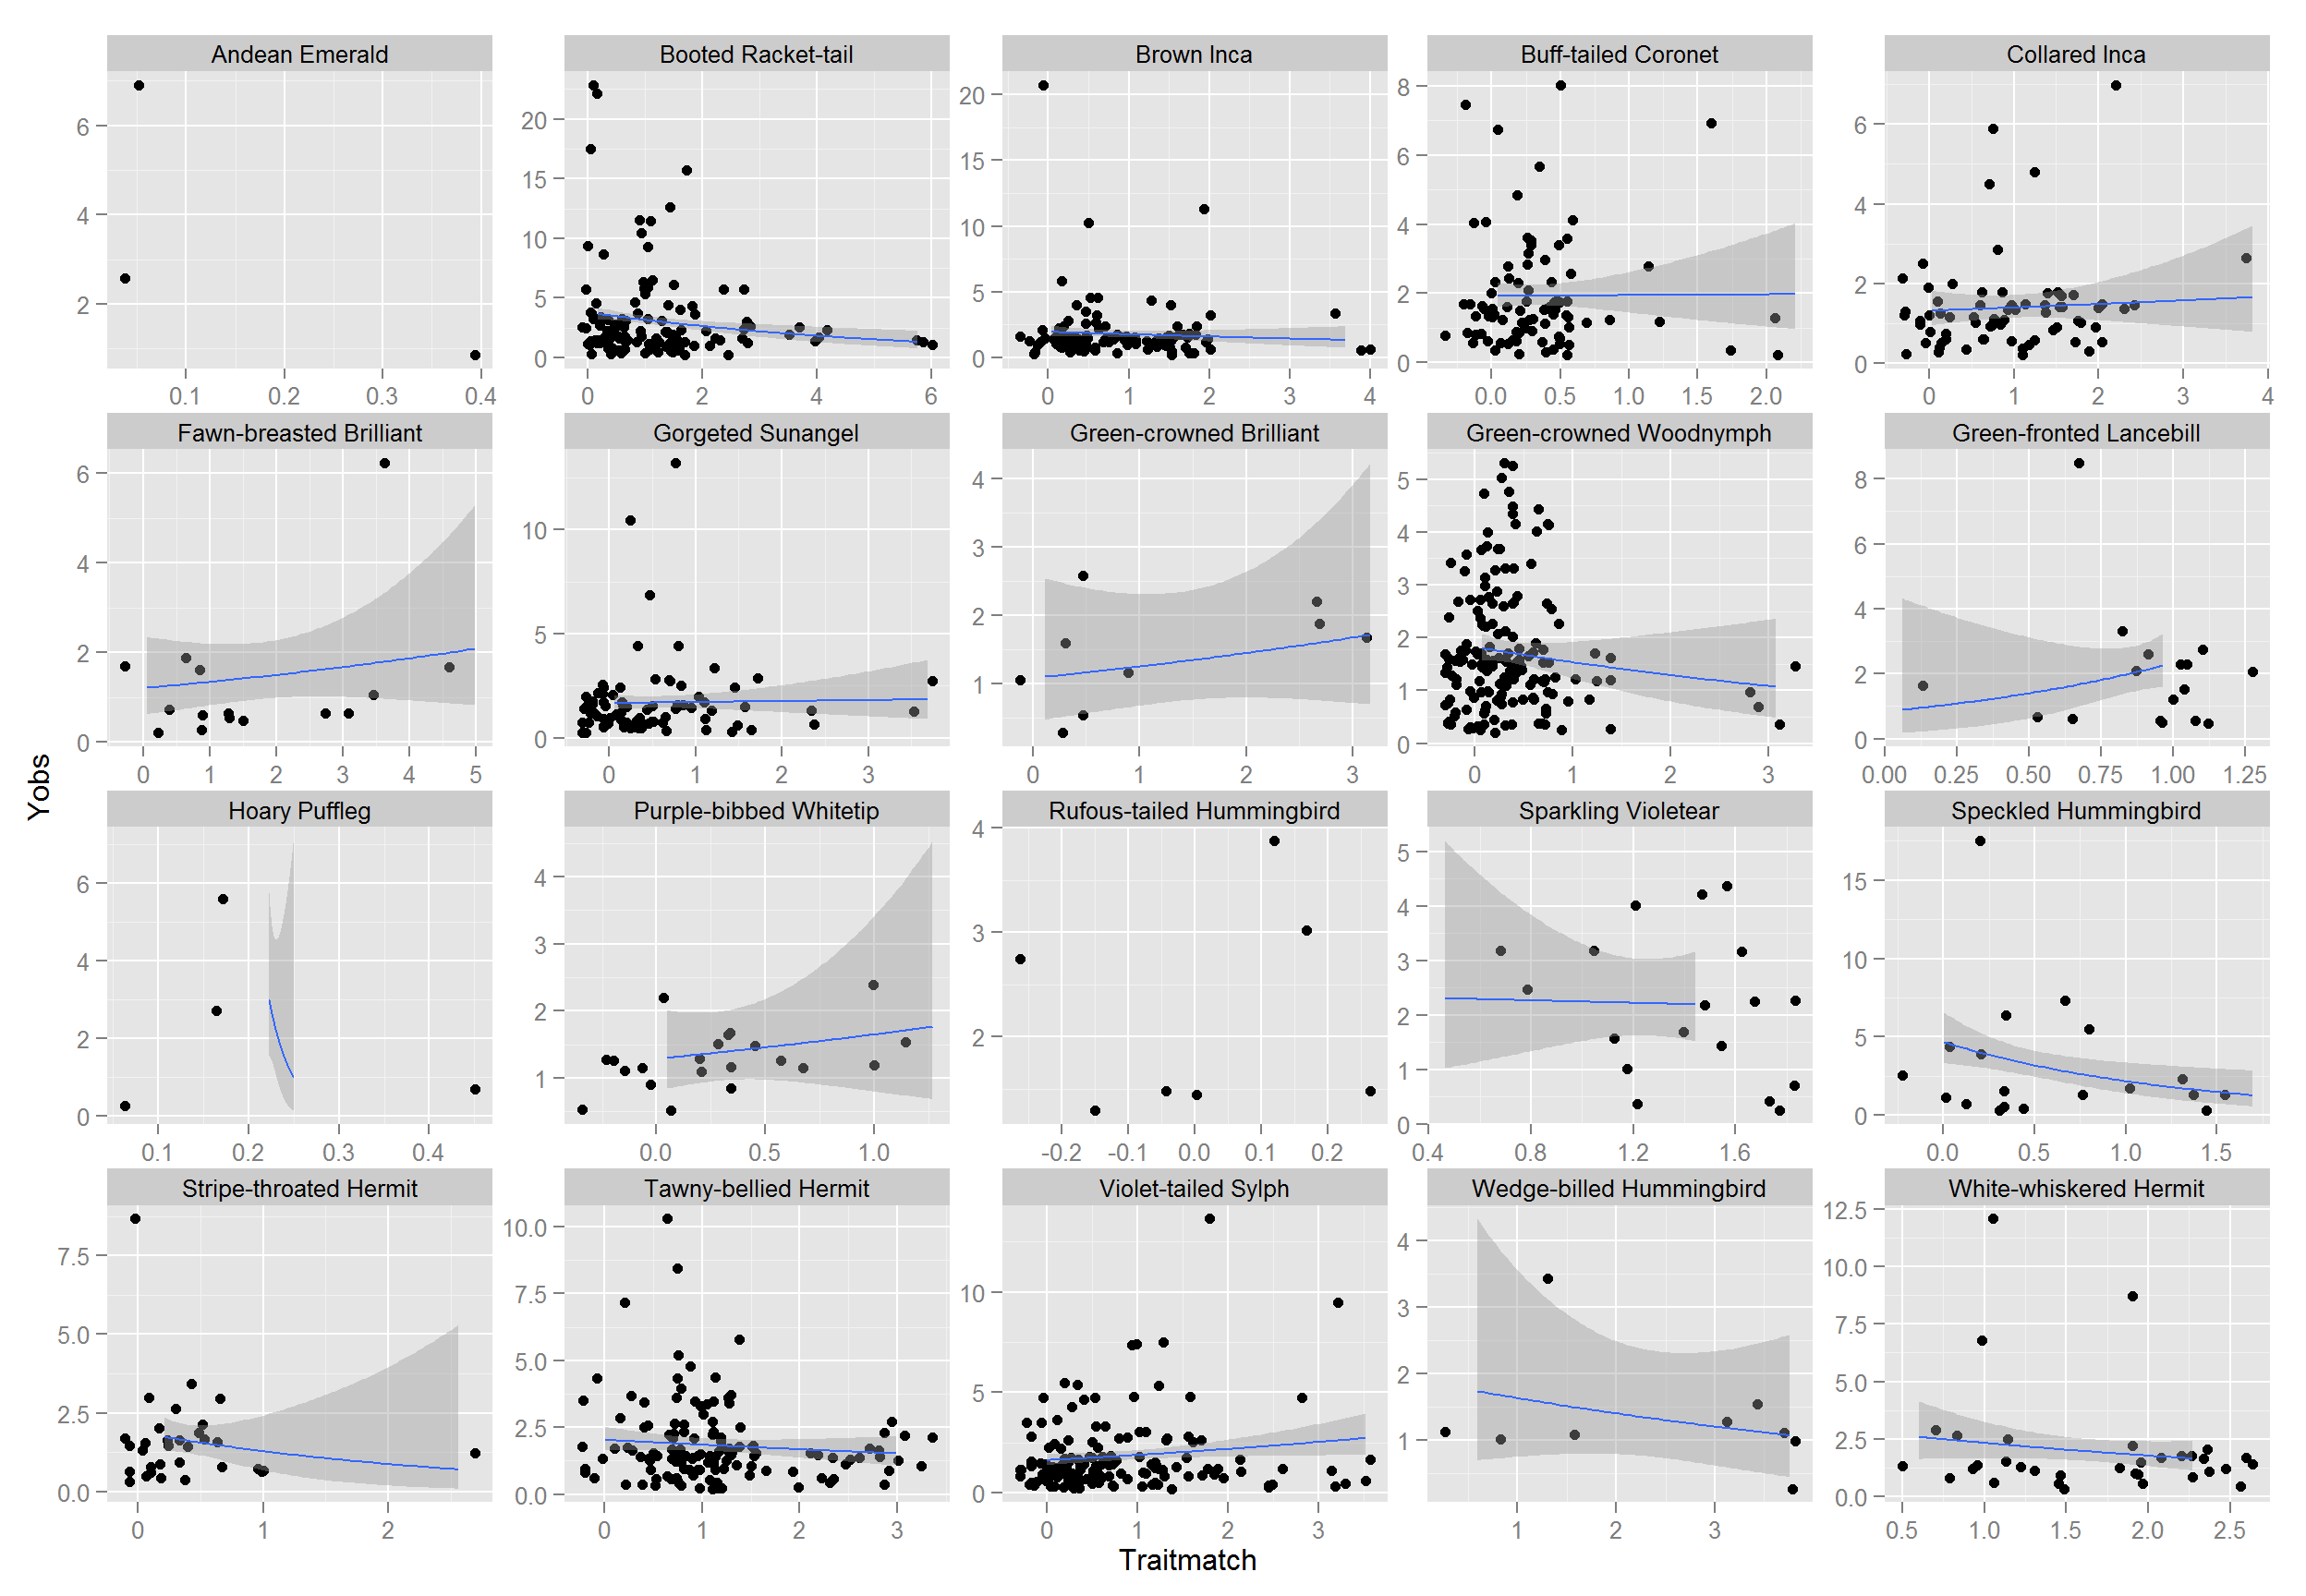 Andean Emerald
Booted Racket-tail
Brown Inca
Buff-tailed Coronet
Collared Inca
6
4
2
0.1 0.2 0.3 0.4
20
15
10
5
0
0 2 4 6
20
15
10
5
0
0 1 2 3 4
8
6
4
2
0
0.0 0.5 1.0 1.5 2.0
6
4
2
0
0 1 2 3 4
Fawn-breasted Brilliant
Gorgeted Sunangel
Green-crowned Brilliant
Green-crowned Woodnymph
Green-fronted Lancebill
6
4
2
0
0 1 2 3 4 5
10
5
0
0 1 2 3
4
3
2
1
0 1 2 3
5
4
3
2
1
0
0 1 2 3
8
6
4
2
0
0.00 0.25 0.50 0.75 1.00 1.25
Yobs
Hoary Puffleg
Purple-bibbed Whitetip
Rufous-tailed Hummingbird
Sparkling Violetear
Speckled Hummingbird
6
4
2
0
0.1 0.2 0.3 0.4
4
3
2
1
0.0 0.5 1.0
4
3
2
-0.2 -0.1 0.0 0.1 0.2
5
4
3
2
1
0
0.4 0.8 1.2 1.6
15
10
5
0
0.0 0.5 1.0 1.5
Stripe-throated Hermit
Tawny-bellied Hermit
Violet-tailed Sylph
Wedge-billed Hummingbird
White-whiskered Hermit
7.5
5.0
2.5
0.0
0 1 2
10.0
7.5
5.0
2.5
0.0
0 1 2 3
10
5
0
0 1 2 3
4
3
2
1
1 2 3
12.5
10.0
7.5
5.0
2.5
0.0
0.5 1.0 1.5 2.0 2.5
Traitmatch